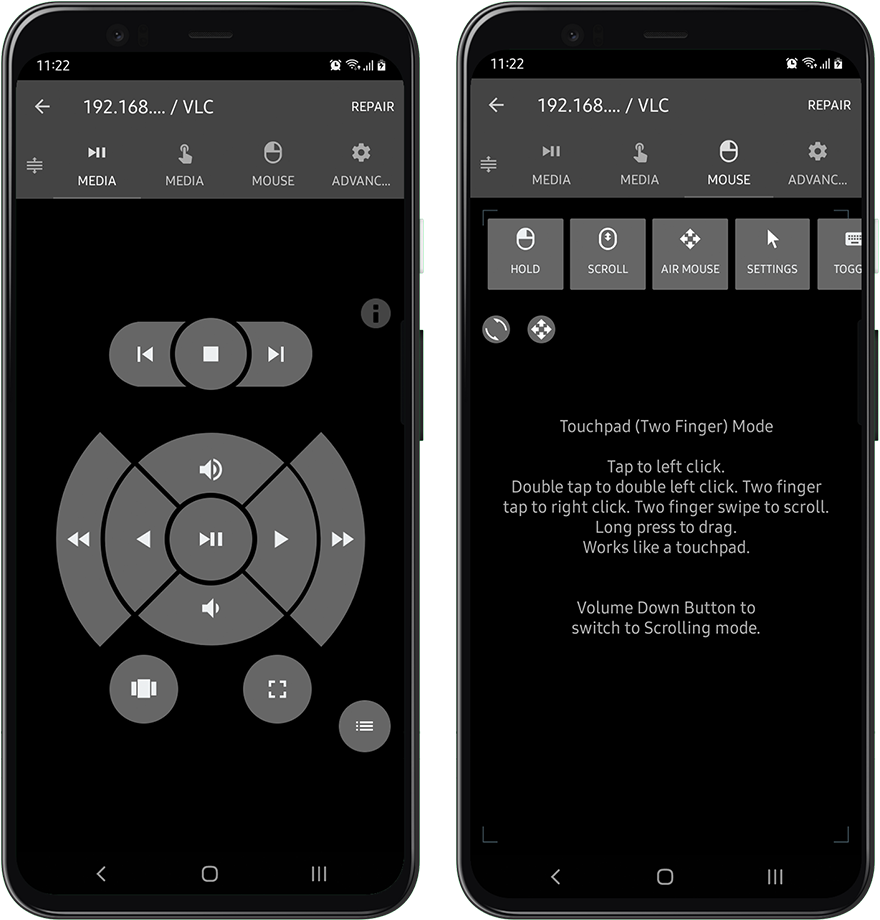 11:22
192.168.... / VLC
REPAIR
MEDIA
MEDIA
MOUSE
ADVANC...
11:22
192.168.... / VLC
REPAIR
MEDIA
MEDIA
MOUSE
ADVANC...
HOLD
SCROLL
AIR MOUSE
SETTINGS
TOGG
Touchpad (Two Finger) Mode
Tap to left click.
Double tap to double left click. Two finger
tap to right click. Two finger swipe to scroll.
Long press to drag.
Works like a touchpad.
Volume Down Button to
switch to Scrolling mode.